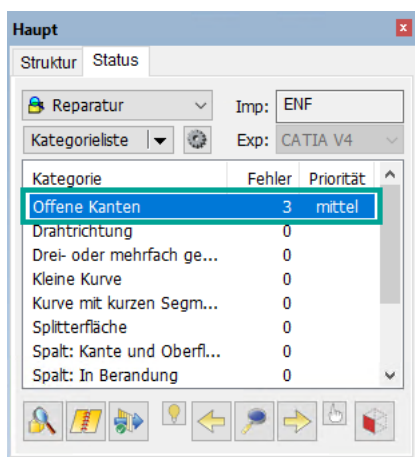 Haupt
Struktur Status
Reparatur Imp: ENF
Kategorieliste Exp: CATIA V4
Kategorie Fehler Priorität
Offene Kanten 3 mittel
Drahtrichtung 0
Drei- oder mehrfach ge... 0
Kleine Kurve 0
Kurve mit kurzen Segm... 0
Splitterfläche 0
Spalt: Kante und Oberfl... 0
Spalt: In Berandung 0